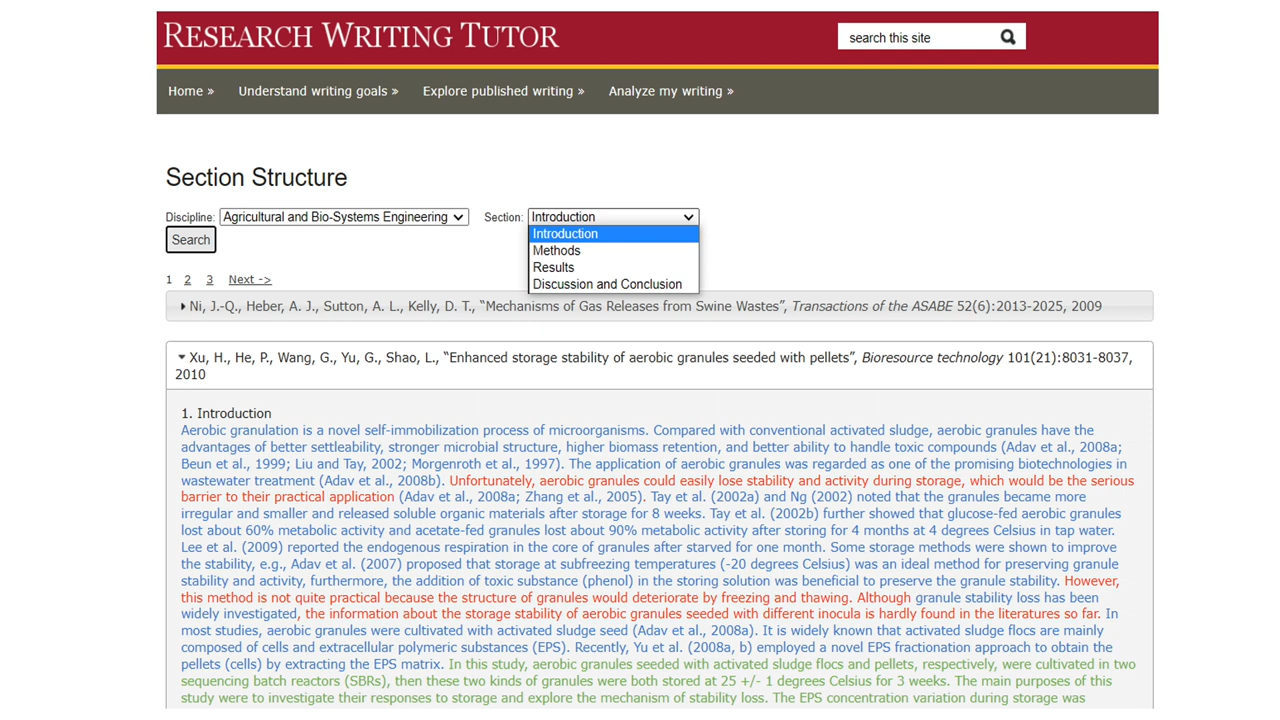 RESEARCH WRITING TUTOR
search this site
Home » Understand writing goals » Explore published writing » Analyze my writing »
Section Structure
Discipline: Agricultural and Bio-Systems Engineering Section: Introduction
Introduction
Search
Methods
Results
Discussion and Conclusion
1 2 3 Next ->
Ni, J.-Q., Heber, A. J., Sutton, A. L., Kelly, D. T., “Mechanisms of Gas Releases from Swine Wastes”, Transactions of the ASABE 52(6):2013-2025, 2009
Xu, H., He, P., Wang, G., Yu, G., Shao, L., “Enhanced storage stability of aerobic granules seeded with pellets”, Bioresource technology 101(21):8031-8037,
2010
1. Introduction
Aerobic granulation is a novel self-immobilization process of microorganisms. Compared with conventional activated sludge, aerobic granules have the
advantages of better settleability, stronger microbial structure, higher biomass retention, and better ability to handle toxic compounds (Adav et al., 2008a;
Beun et al., 1999; Liu and Tay, 2002; Morgenroth et al., 1997). The application of aerobic granules was regarded as one of the promising biotechnologies in
wastewater treatment (Adav et al., 2008b). Unfortunately, aerobic granules could easily lose stability and activity during storage, which would be the serious
barrier to their practical application (Adav et al., 2008a; Zhang et al., 2005). Tay et al. (2002a) and Ng (2002) noted that the granules became more
irregular and smaller and released soluble organic materials after storage for 8 weeks. Tay et al. (2002b) further showed that glucose-fed aerobic granules
lost about 60% metabolic activity and acetate-fed granules lost about 90% metabolic activity after storing for 4 months at 4 degrees Celsius in tap water.
Lee et al. (2009) reported the endogenous respiration in the core of granules after starved for one month. Some storage methods were shown to improve
the stability, e.g., Adav et al. (2007) proposed that storage at subfreezing temperatures (-20 degrees Celsius) was an ideal method for preserving granule
stability and activity, furthermore, the addition of toxic substance (phenol) in the storing solution was beneficial to preserve the granule stability. However,
this method is not quite practical because the structure of granules would deteriorate by freezing and thawing. Although granule stability loss has been
widely investigated, the information about the storage stability of aerobic granules seeded with different inocula is hardly found in the literatures so far. In
most studies, aerobic granules were cultivated with activated sludge seed (Adav et al., 2008a). It is widely known that activated sludge flocs are mainly
composed of cells and extracellular polymeric substances (EPS). Recently, Yu et al. (2008a, b) employed a novel EPS fractionation approach to obtain the
pellets (cells) by extracting the EPS matrix. In this study, aerobic granules seeded with activated sludge flocs and pellets, respectively, were cultivated in two
sequencing batch reactors (SBRs), then these two kinds of granules were both stored at 25 +/- 1 degrees Celsius for 3 weeks. The main purposes of this
study were to investigate their responses to storage and explore the mechanism of stability loss. The EPS concentration variation during storage was